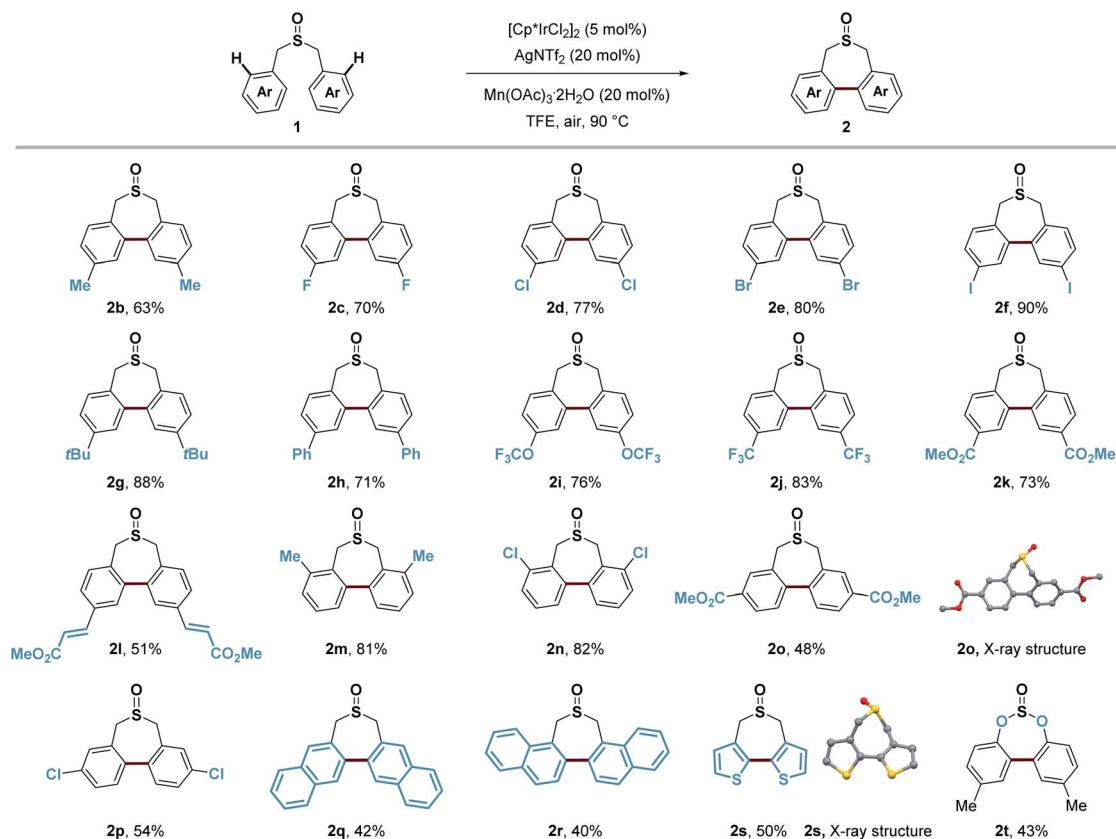 O
S
H
H
Ar
Ar
1
[Cp*IrCl2]2 (5 mol%)
AgNTf2 (20 mol%)
Mn(OAc)3·2H2O (20 mol%)
TFE, air, 90 °C
O
S
Ar
Ar
2
O
S
Me
Me
2b, 63%
O
S
F
F
2c, 70%
O
S
Cl
Cl
2d, 77%
O
S
Br
Br
2e, 80%
O
S
I
I
2f, 90%
O
S
tBu
tBu
2g, 88%
O
S
Ph
Ph
2h, 71%
O
S
F3CO
OCF3
2i, 76%
O
S
F3C
CF3
2j, 83%
O
S
MeO2C
CO2Me
2k, 73%
O
S
MeO2C
CO2Me
2l, 51%
O
S
Me
Me
2m, 81%
O
S
Cl
Cl
2n, 82%
O
S
MeO2C
CO2Me
2o, 48%
2o, X-ray structure
O
S
Cl
Cl
2p, 54%
O
S
2q, 42%
O
S
2r, 40%
O
S
S
S
2s, 50%
2s, X-ray structure
O
S
O
O
Me
Me
2t, 43%